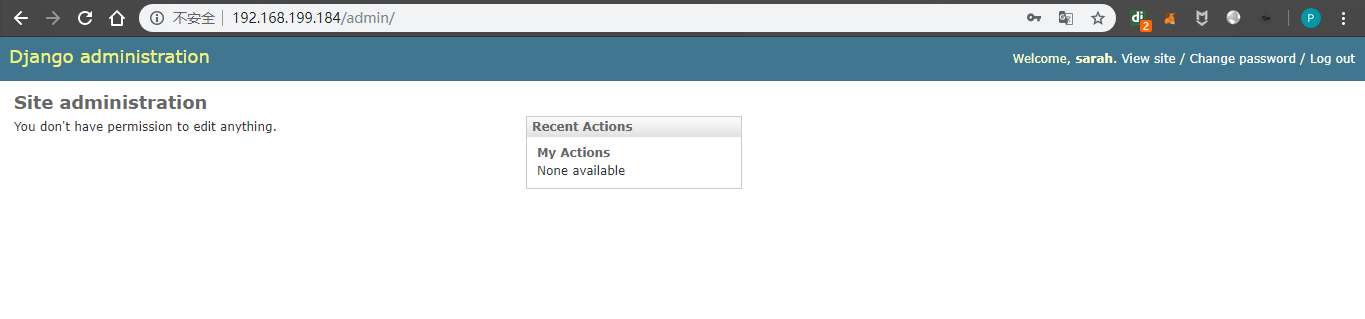 不安全 192.168.199.184/admin/
di
2
P
Django administration
Welcome, sarah. View site / Change password / Log out
Site administration
You don't have permission to edit anything.
Recent Actions
My Actions
None available